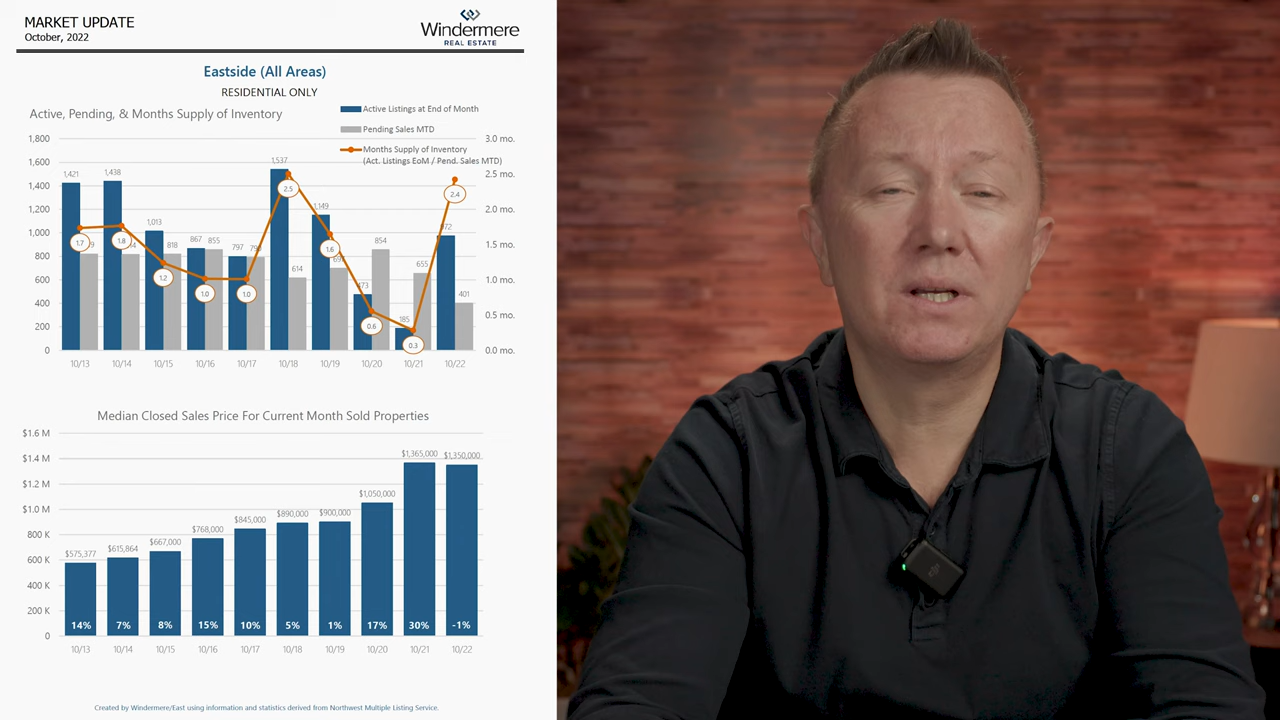 MARKET UPDATE
October, 2022
Windermere
REAL ESTATE
Eastside (All Areas)
RESIDENTIAL ONLY
Active, Pending, & Months Supply of Inventory
Active Listings at End of Month
Pending Sales MTD
Months Supply of Inventory
(Act. Listings EoM / Pend. Sales MTD)
1,800 3.0 mo.
1,600 1,537
1,421 1,438 2.5 mo.
1,400 2.5 2.4
1,200 1,149 2.0 mo.
1,013 972
1,000 1.7 1.8 867 855 854 1.5 mo.
818 797 1.6
800 1.2 1.0 1.0 655 1.0 mo.
600 614
400 473 401 0.5 mo.
200 0.6 185
0 0.3 0.0 mo.
10/13 10/14 10/15 10/16 10/17 10/18 10/19 10/20 10/21 10/22
Median Closed Sales Price For Current Month Sold Properties
$1.6 M
$1.4 M $1,365,000 $1,350,000
$1.2 M
$1.0 M $1,050,000
800 K $768,000 $845,000 $890,000 $900,000
600 K $575,377 $615,864 $667,000
400 K
200 K
14% 7% 8% 15% 10% 5% 1% 17% 30% -1%
0
10/13 10/14 10/15 10/16 10/17 10/18 10/19 10/20 10/21 10/22
Created by Windermere/East using information and statistics derived from Northwest Multiple Listing Service.
dji